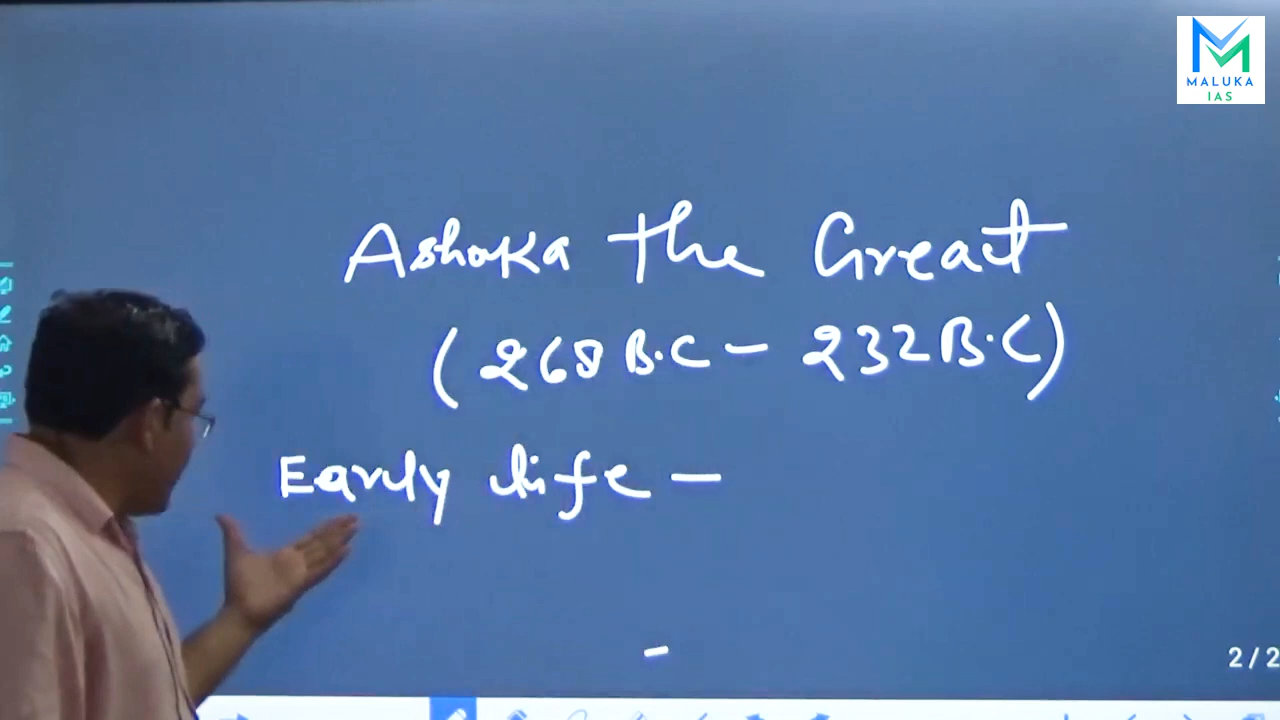 MALUKA
IAS
Ashoka the Great
(268 B.C - 232 B.C)
Early life -
-
2/2